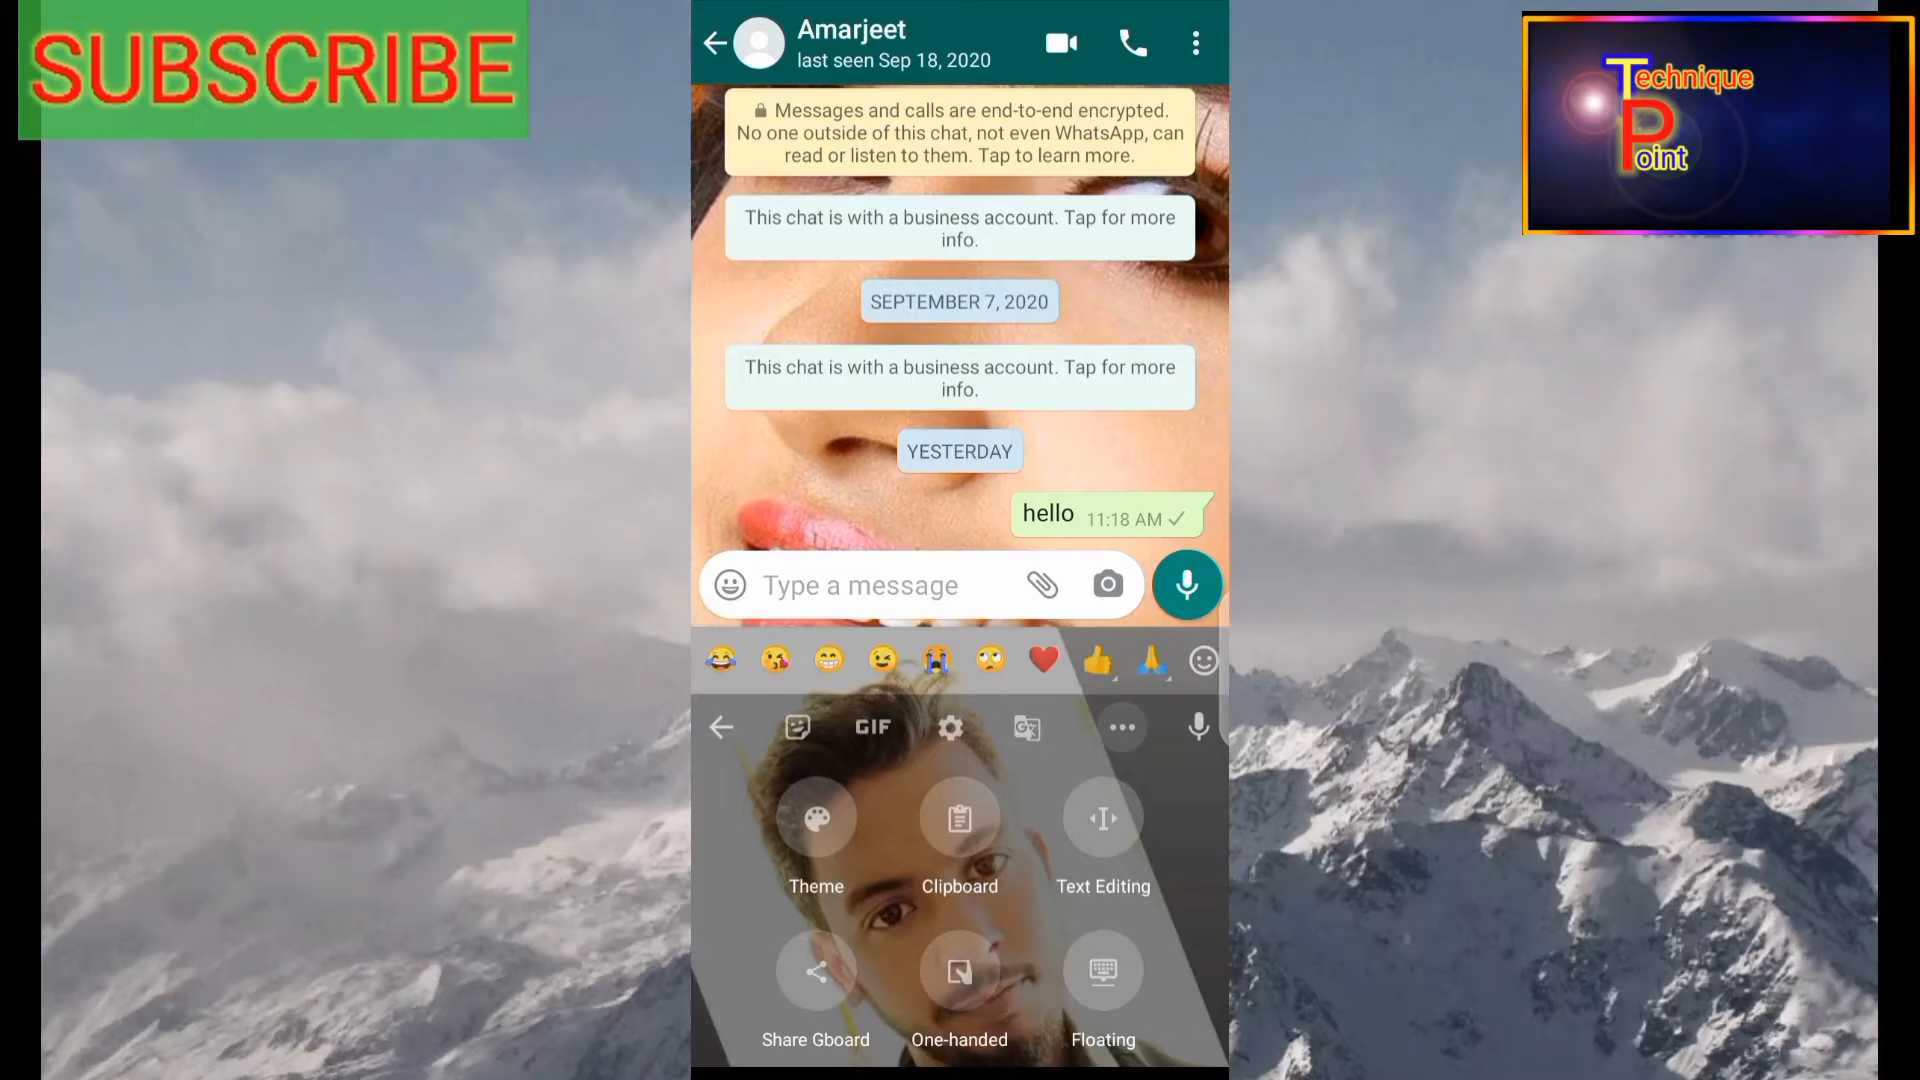 SUBSCRIBE
Amarjeet
last seen Sep 18, 2020
Technique
Point
Messages and calls are end-to-end encrypted.
No one outside of this chat, not even WhatsApp, can
read or listen to them. Tap to learn more.
This chat is with a business account. Tap for more
info.
SEPTEMBER 7, 2020
This chat is with a business account. Tap for more
info.
YESTERDAY
hello 11:18 AM
Type a message
GIF
Theme Clipboard Text Editing
Share Gboard One-handed Floating